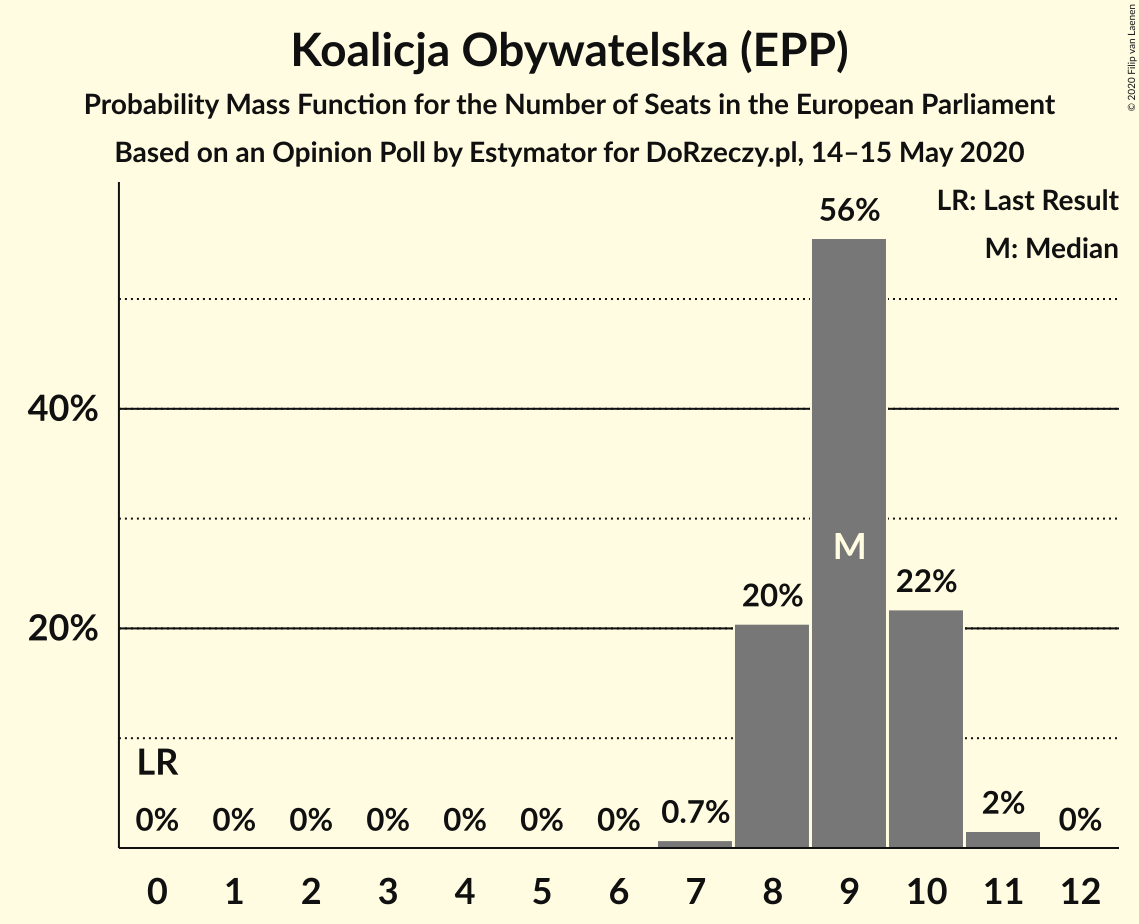 Koalicja Obywatelska (EPP)
Probability Mass Function for the Number of Seats in the European Parliament
Based on an Opinion Poll by Estymator for DoRzeczy.pl, 14–15 May 2020
© 2020 Filip van Laenen
LR: Last Result
M: Median
56%
40%
M
22%
20%
20%
LR
0% 0% 0% 0% 0% 0% 0% 0.7% 2% 0%
0 1 2 3 4 5 6 7 8 9 10 11 12